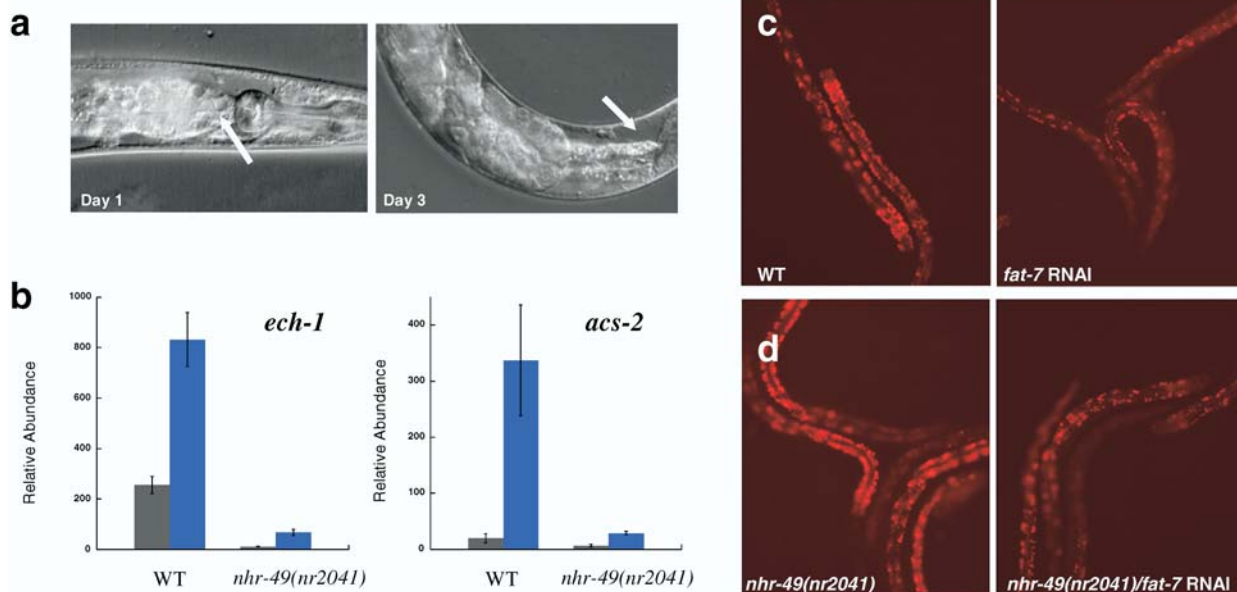 a
Day 1
Day 3
b
ech-1
acs-2
Relative Abundance
1000
800
600
400
200
0
WT
nhr-49(nr2041)
Relative Abundance
400
300
200
100
0
WT
nhr-49(nr2041)
c
WT
fat-7 RNAI
d
nhr-49(nr2041)
nhr-49(nr2041)/fat-7 RNAI